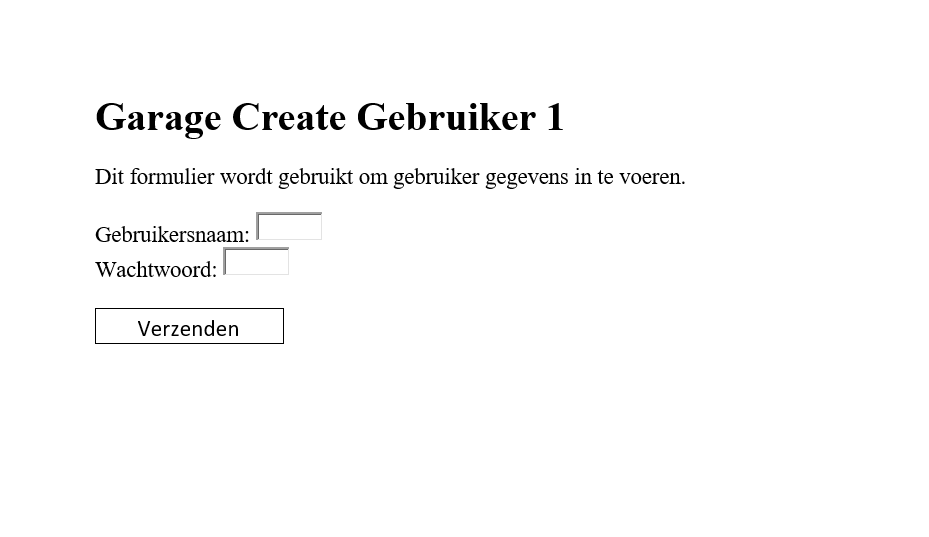 Garage Create Gebruiker 1
Dit formulier wordt gebruikt om gebruiker gegevens in te voeren.
Gebruikersnaam:
Wachtwoord:
Verzenden